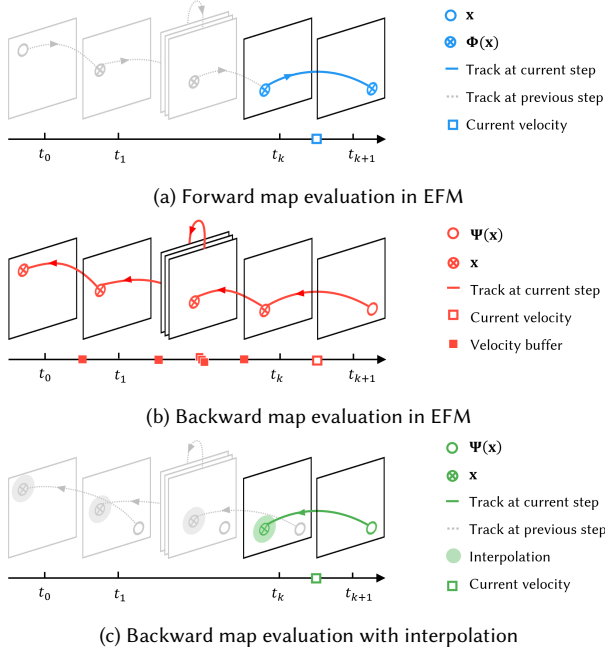 x
Φ(x)
Track at current step
Track at previous step
Current velocity
t0 t1 tk tk+1
(a) Forward map evaluation in EFM
Ψ(x)
x
Track at current step
Current velocity
Velocity buffer
t0 t1 tk tk+1
(b) Backward map evaluation in EFM
Ψ(x)
x
Track at current step
Track at previous step
Interpolation
Current velocity
t0 t1 tk tk+1
(c) Backward map evaluation with interpolation